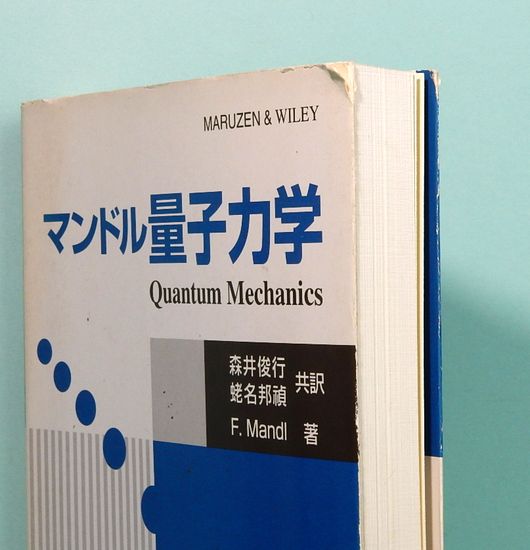 MARUZEN & WILEY
マンドル量子力学
Quantum Mechanics
森井俊行
蛯名邦禎 共訳
F. Mandl 著